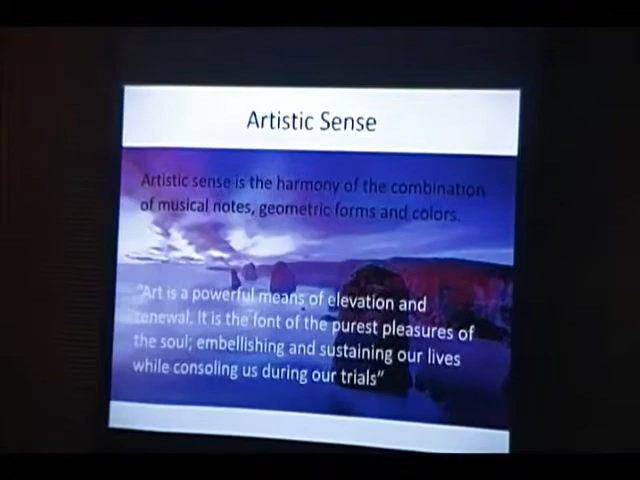 Artistic Sense
Artistic sense is the harmony of the combination
of musical notes, geometric forms and colors.
"Art is a powerful means of elevation and
renewal. It is the font of the purest pleasures of
the soul; embellishing and sustaining our lives
while consoling us during our trials"